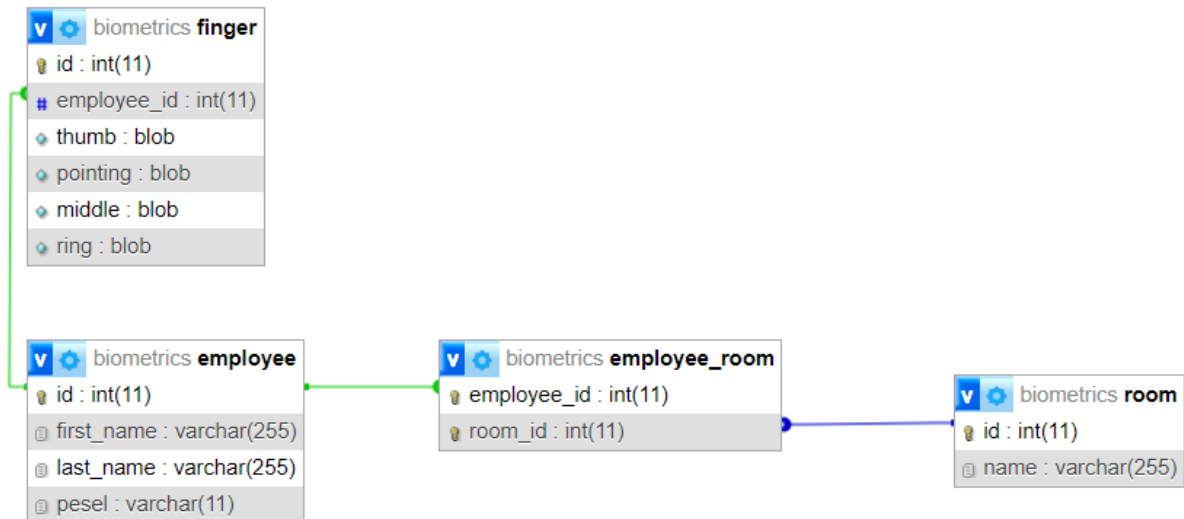 v biometrics finger
id : int(11)
# employee_id : int(11)
thumb : blob
pointing : blob
middle : blob
ring : blob
v biometrics employee
id : int(11)
first_name : varchar(255)
last_name : varchar(255)
pesel : varchar(11)
v biometrics employee_room
employee_id : int(11)
room_id : int(11)
v biometrics room
id : int(11)
name : varchar(255)